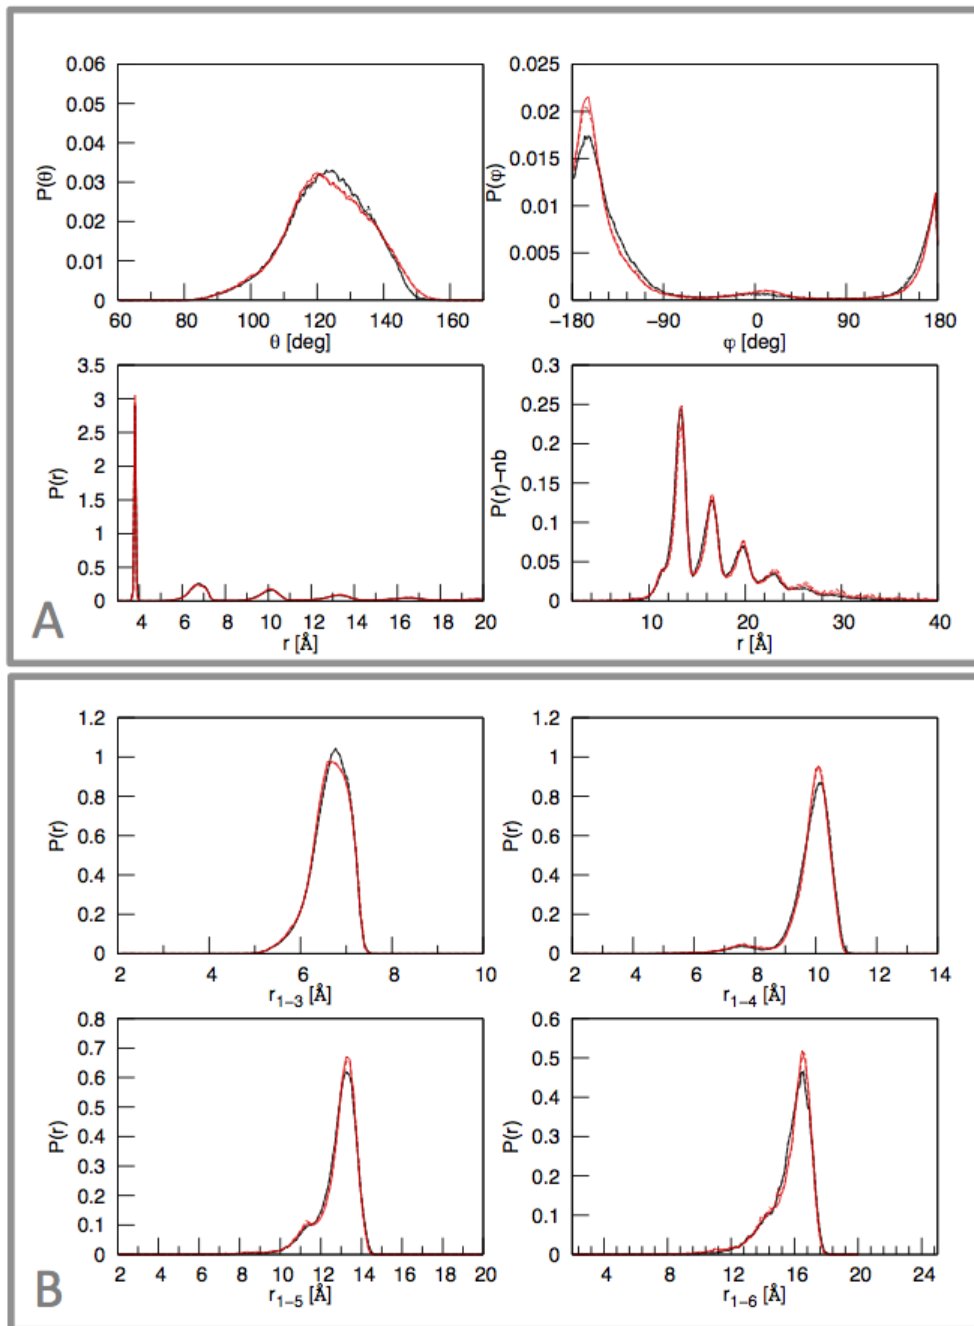 0.06
0.05
0.04
0.03
0.02
0.01
0
P(θ)
60 80 100 120 140 160
θ [deg]
0.025
0.02
0.015
0.01
0.005
0
P(φ)
−180 −90 0 90 180
φ [deg]
3.5
3
2.5
2
1.5
1
0.5
0
P(r)
4 6 8 10 12 14 16 18 20
r [Å]
0.3
0.25
0.2
0.15
0.1
0.05
0
P(r)−nb
10 20 30 40
r [Å]
A
1.2
1
0.8
0.6
0.4
0.2
0
P(r)
2 4 6 8 10
r1−3 [Å]
1.2
1
0.8
0.6
0.4
0.2
0
P(r)
2 4 6 8 10 12 14
r1−4 [Å]
0.8
0.7
0.6
0.5
0.4
0.3
0.2
0.1
0
P(r)
2 4 6 8 10 12 14 16 18 20
r1−5 [Å]
0.6
0.5
0.4
0.3
0.2
0.1
0
P(r)
4 8 12 16 20 24
r1−6 [Å]
B